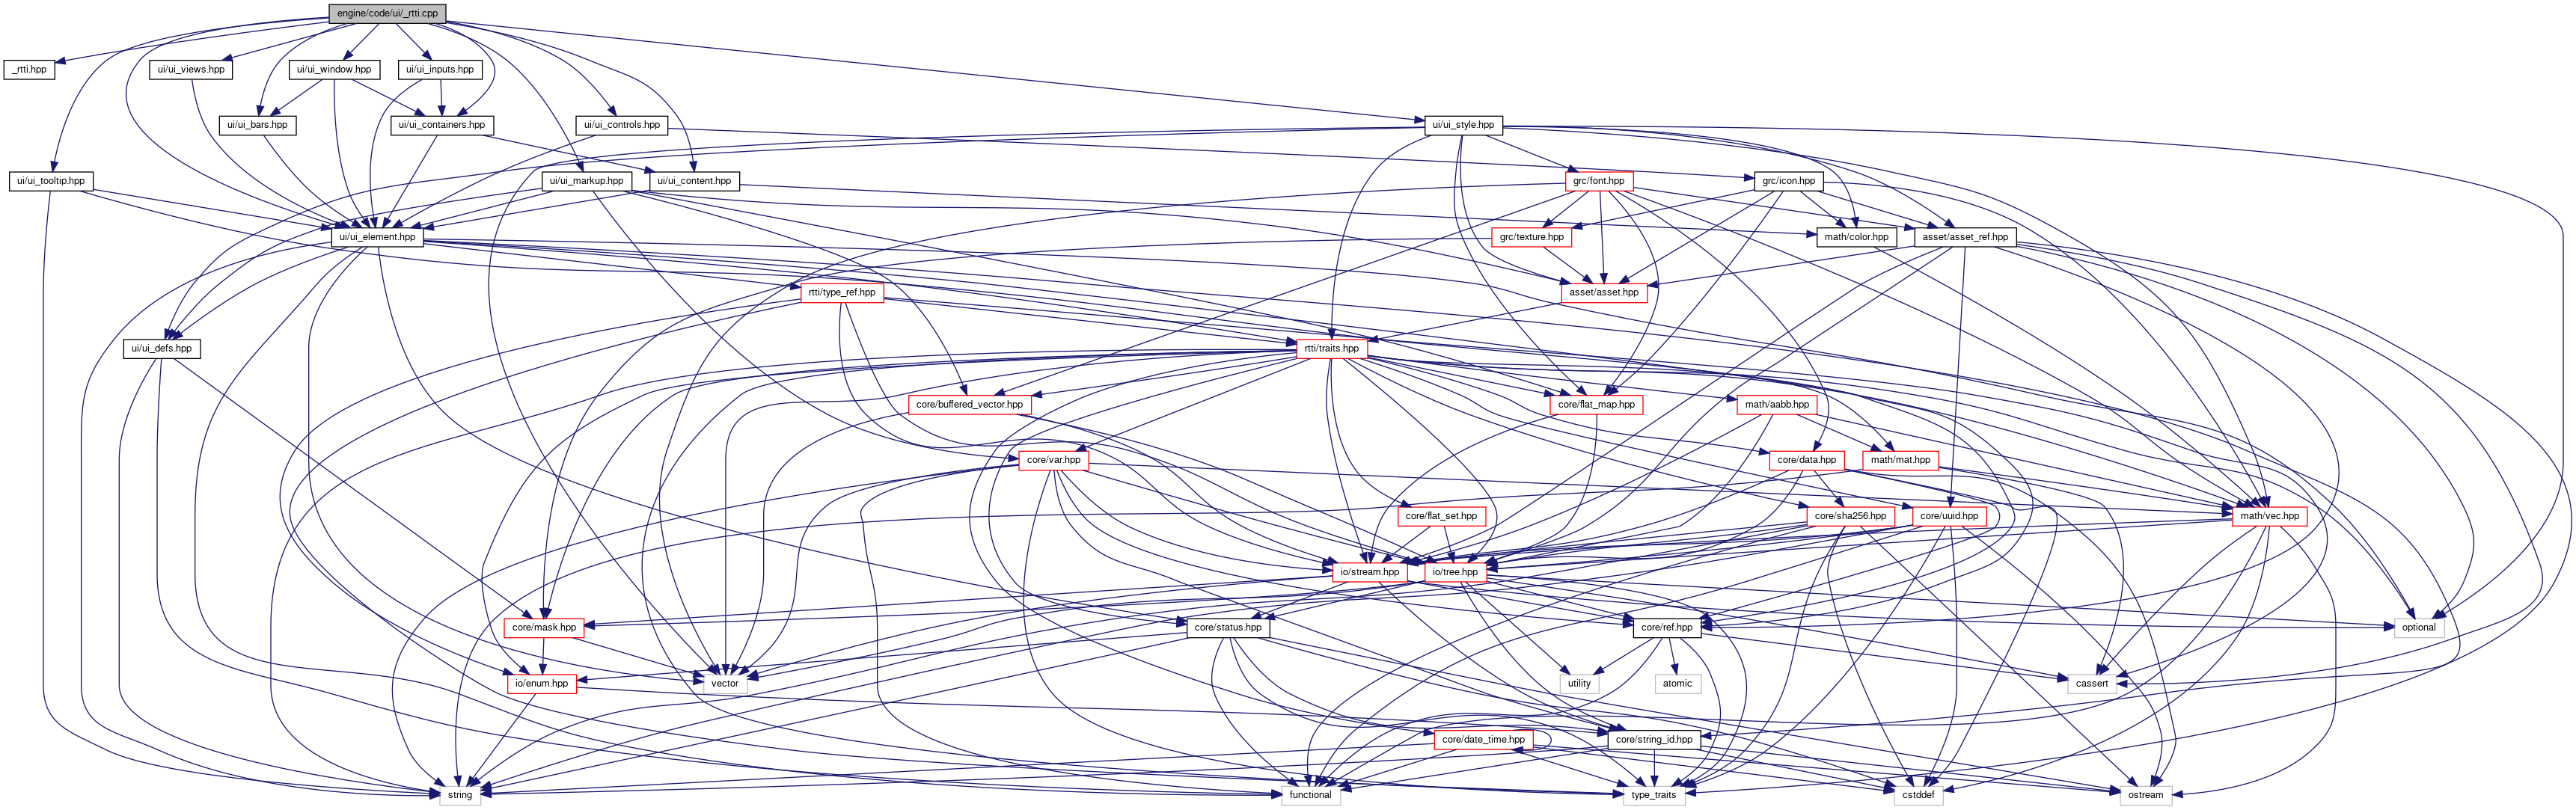 engine/code/ui/_rtti.cpp
_rtti.hpp
ui/ui_views.hpp
ui/ui_window.hpp
ui/ui_inputs.hpp
ui/ui_bars.hpp
ui/ui_containers.hpp
ui/ui_controls.hpp
ui/ui_style.hpp
ui/ui_tooltip.hpp
ui/ui_markup.hpp
ui/ui_content.hpp
grc/font.hpp
grc/icon.hpp
ui/ui_element.hpp
grc/texture.hpp
math/color.hpp
asset/asset_ref.hpp
rtti/type_ref.hpp
asset/asset.hpp
ui/ui_defs.hpp
rtti/traits.hpp
core/buffered_vector.hpp
core/flat_map.hpp
math/aabb.hpp
core/var.hpp
core/data.hpp
math/mat.hpp
core/flat_set.hpp
core/sha256.hpp
core/uuid.hpp
math/vec.hpp
io/stream.hpp
io/tree.hpp
core/mask.hpp
core/status.hpp
core/ref.hpp
optional
io/enum.hpp
vector
utility
atomic
cassert
core/date_time.hpp
core/string_id.hpp
string
functional
type_traits
cstddef
ostream